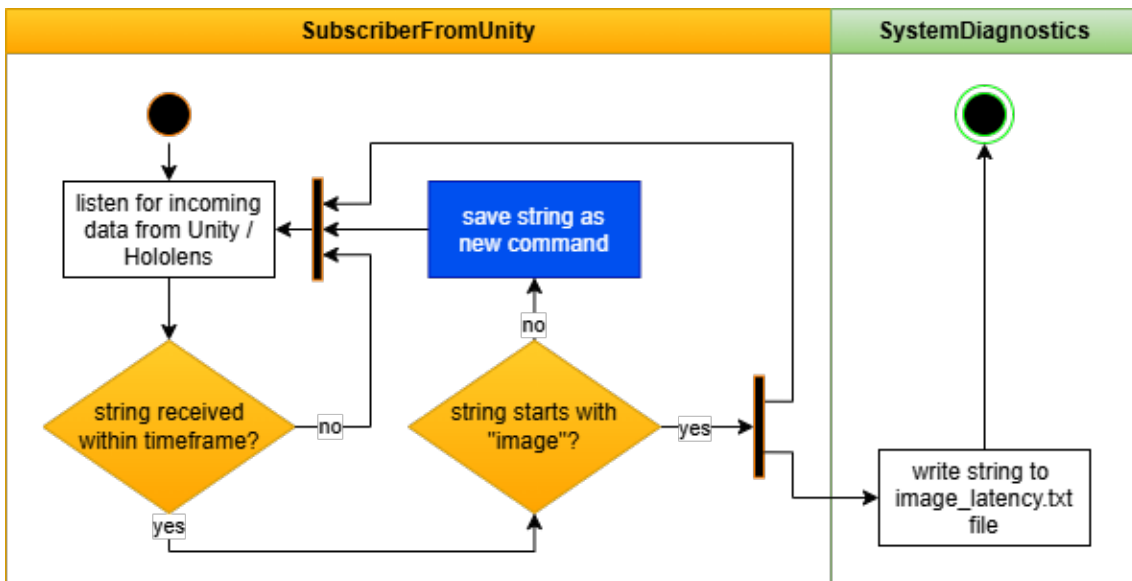 SubscriberFromUnity
SystemDiagnostics
listen for incoming
data from Unity /
Hololens
save string as
new command
no
string received
within timeframe?
no
string starts with
"image"?
yes
write string to
image_latency.txt
file
yes